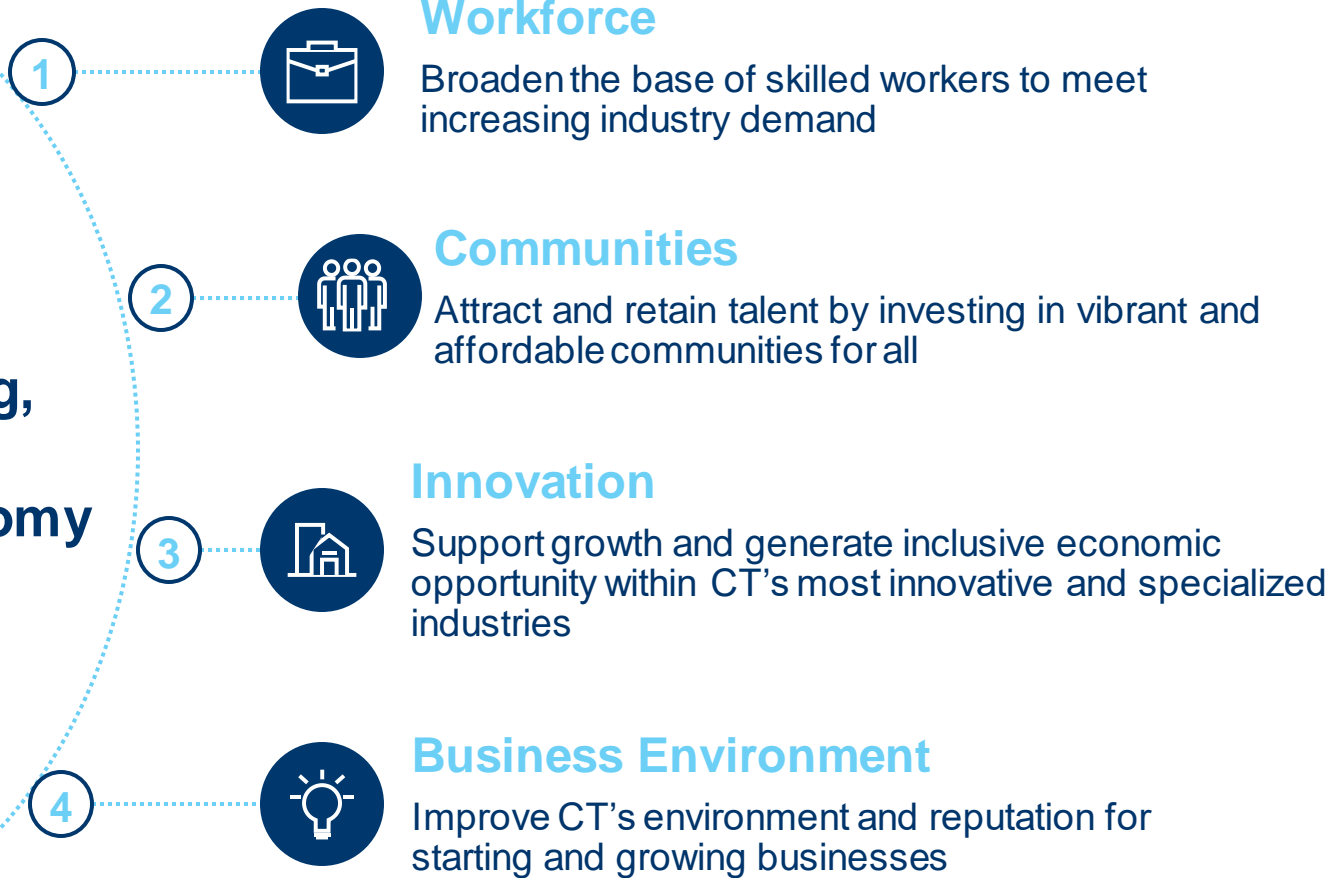 Workforce
1
Broaden the base of skilled workers to meet
increasing industry demand
Communities
2
Attract and retain talent by investing in vibrant and
affordable communities for all
g,
omy
Innovation
3
Support growth and generate inclusive economic
opportunity within CT’s most innovative and specialized
industries
Business Environment
4
Improve CT’s environment and reputation for
starting and growing businesses